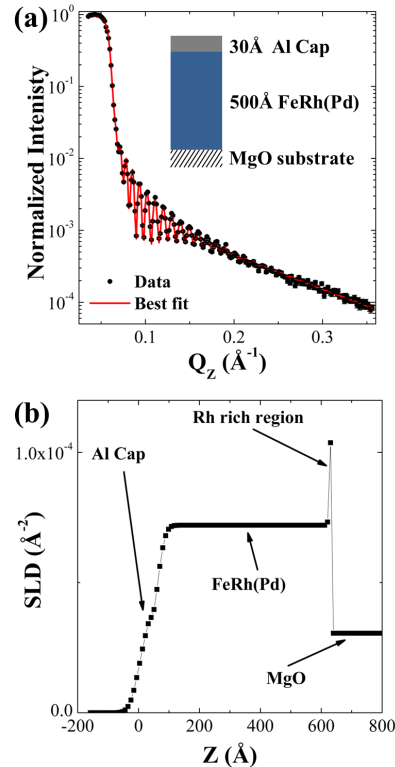 (a)
10⁰
10⁻¹
10⁻²
10⁻³
10⁻⁴
Normalized Intenisty
30Å Al Cap
500Å FeRh(Pd)
MgO substrate
Data
Best fit
0.1 0.2 0.3
Q_Z (Å⁻¹)
(b)
Rh rich region
1.0x10⁻⁴
Al Cap
SLD (Å⁻²)
FeRh(Pd)
MgO
0.0
-200 0 200 400 600 800
Z (Å)